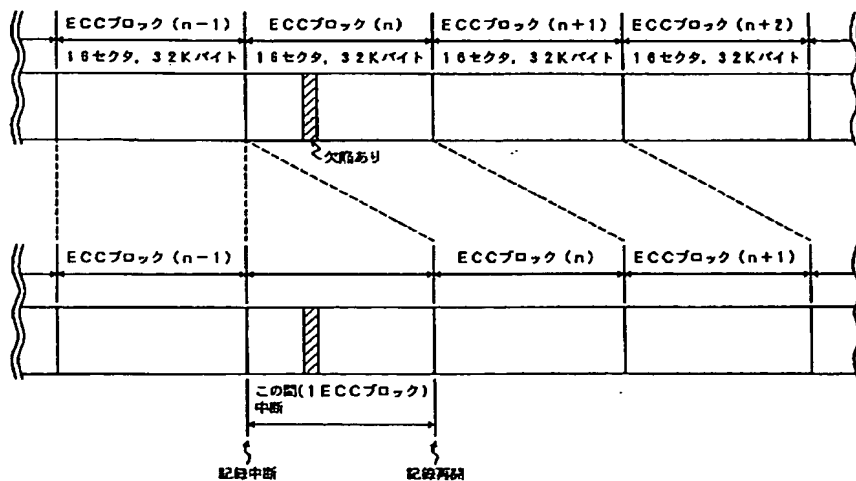 ECCブロック (n-1) ECCブロック (n) ECCブロック (n+1) ECCブロック (n+2)
16セクタ, 32Kバイト 16セクタ, 32Kバイト 16セクタ, 32Kバイト 16セクタ, 32Kバイト
欠陥あり
ECCブロック (n-1) ECCブロック (n) ECCブロック (n+1)
この間(1ECCブロック)
中断
記録中断 記録再開